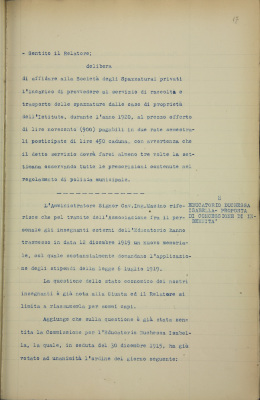 - Sentito il Relatore;
delibera
di affidare alla Società degli Spazzaturai privati
l'incarico di provvedere al servizio di raccolta e
trasporto delle spazzature dalle case di proprietà
dell'Istituto, durante l'anno 1920, al prezzo offerto
di lire novecento (900) pagabili in due rate semestra-
li posticipate di lire 450 caduna, con avvertenza che
il detto servizio dovrà farsi almeno tre volte la set-
timana osservando tutte le prescrizioni contenute nel
regolamento di polizia municipale.
EDUCATORIO DUCHESSA
ISABELLA - PROPOSTA
DI CONCESSIONE DI IN-
DENNITA'
L'Amministratore Signor Cav. Ing. rife-
risce che pel tramite dell'Associazione fra il per-
sonale gli insegnanti esterni dell'Educatorio hanno
trasmesso in data 12 dicembre 1919 un nuovo memoria-
le, col quale sostanzialmente domandano l'applicazio-
ne degli stipendi della legge 6 luglio 1919.
La questione delle state economico dei nostri
insegnanti è già nota alla Giunta ed il Relatore si
limita a riassumerla per sommi capi.
Aggiunge che sulla questione è già stata sen-
tita la Commissione per l'Educatorio Duchessa Isabel-
la, la quale, in seduta del 30 dicembre 1919, ha già
votato ad unanimità l'ordine del giorno seguente: